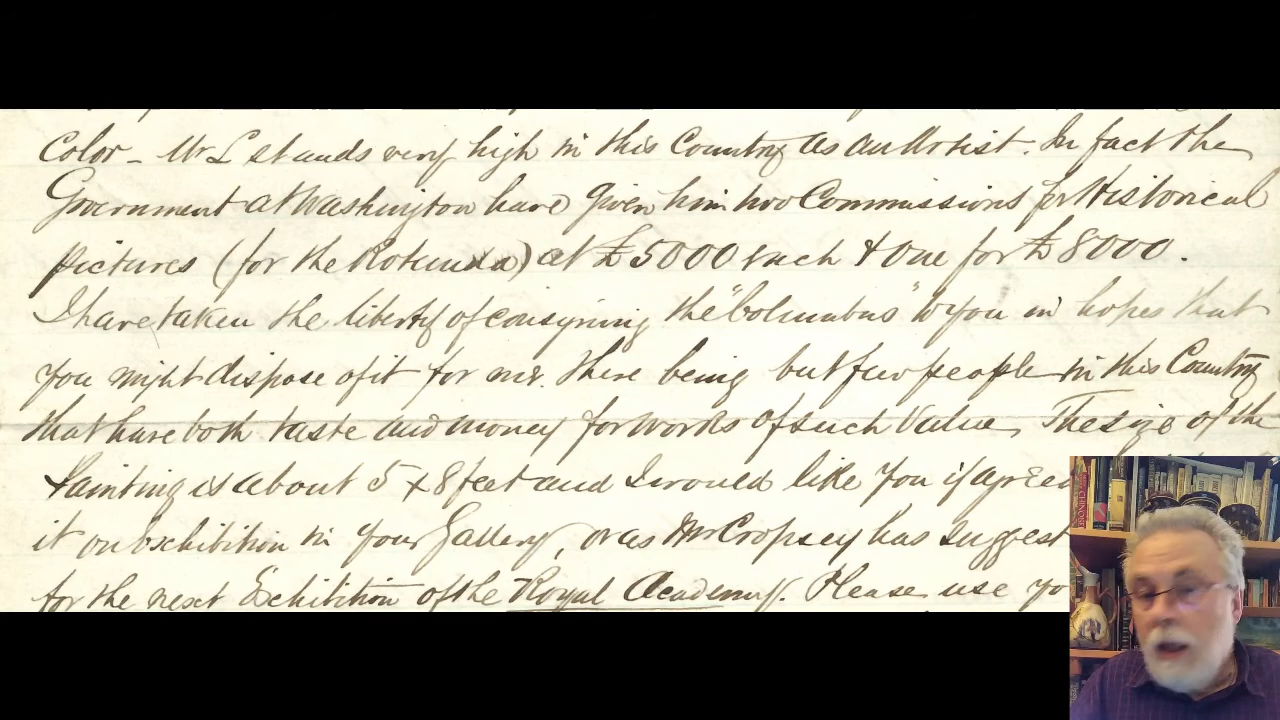 Color - Mr L stands very high in this Country as an Artist. In fact the
Government at Washington have given him two Commissions for Historical
pictures (for the Rotunda) at £5000 each & One for £8000.
I have taken the liberty of consigning the "Columbus" to you in hopes that
you might dispose of it for me. There being but few people in this Country
that have both taste and money for works of such Value. The size of the
Painting is about 5 x 8 feet and I would like you if agree
it on Exhibition in your Gallery, or as Mr Cropsey has suggest
for the next Exhibition of the Royal Academy. Please use yo
CHINOISE